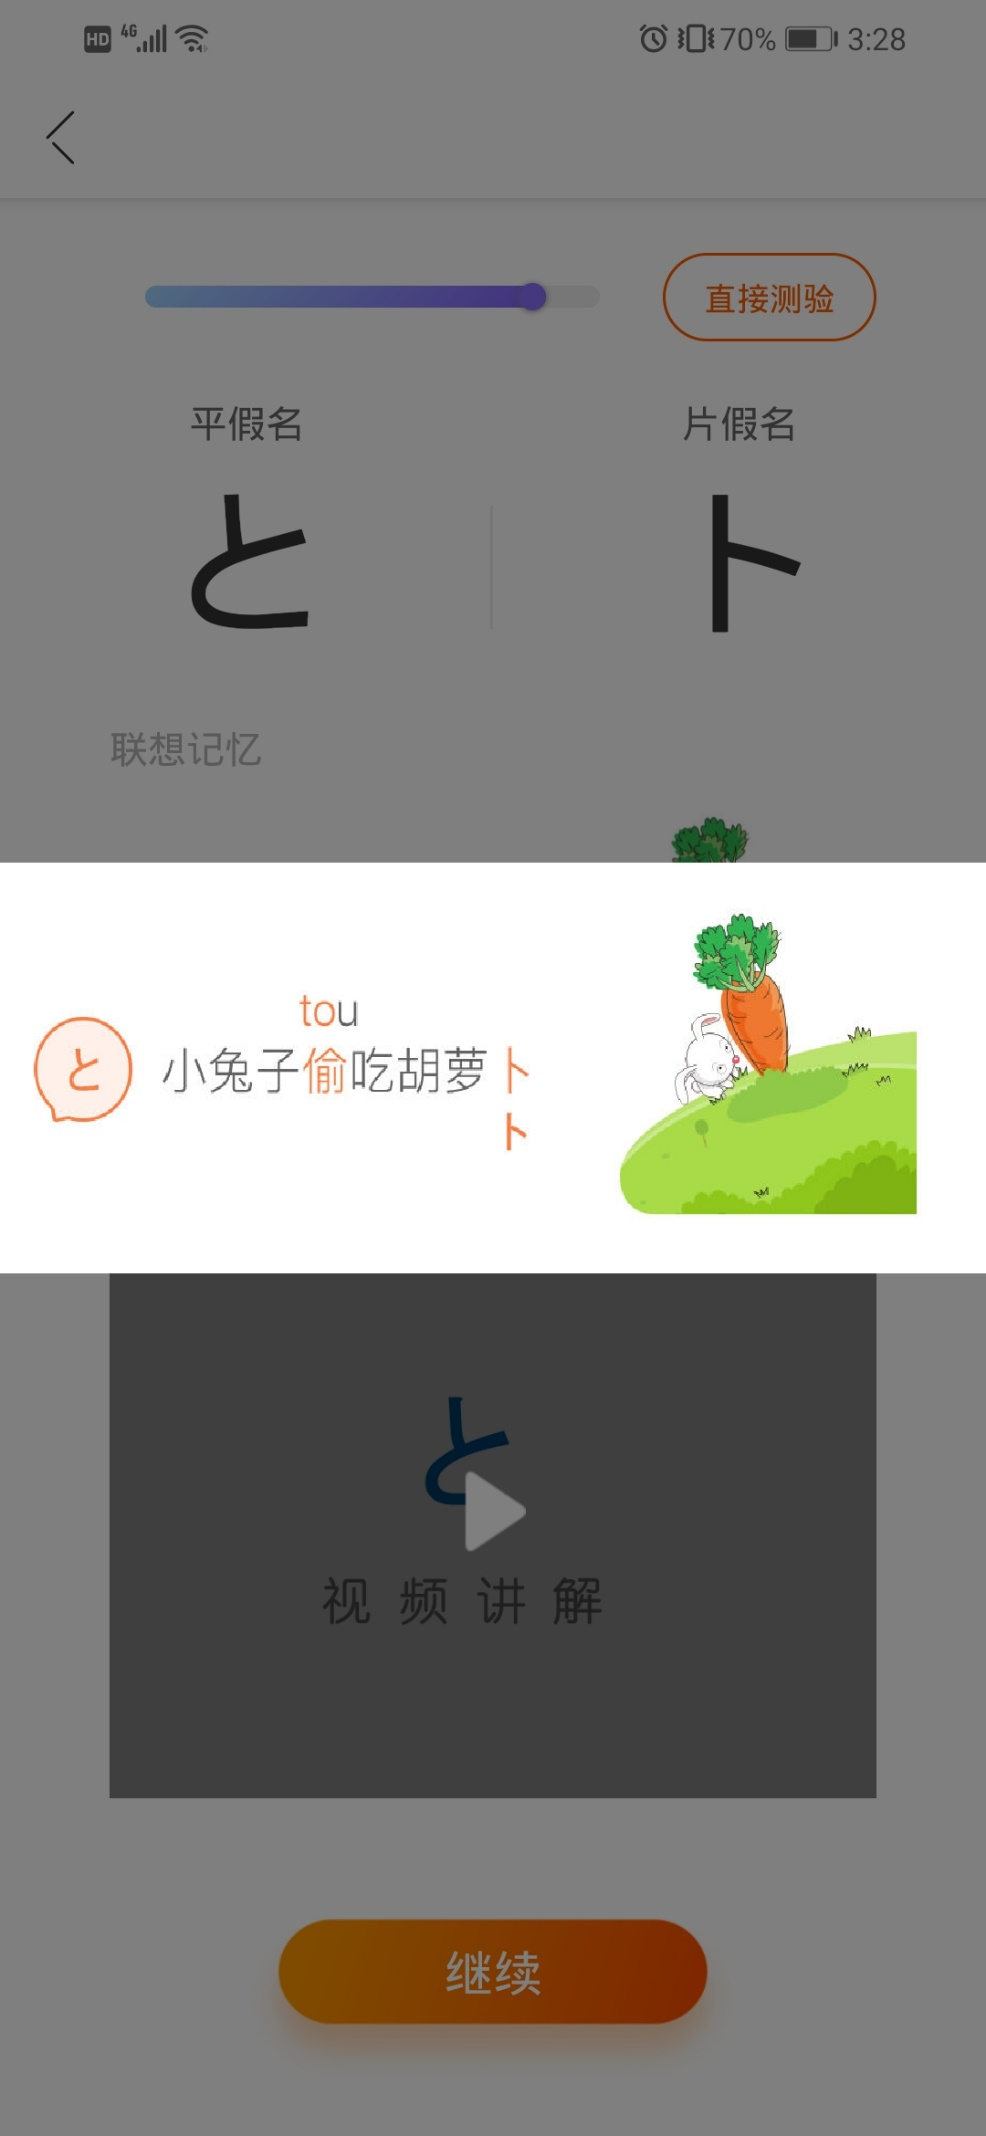 HD 4G 70% 3:28
直接测验
平假名 片假名
と ト
联想记忆
tou
と 小兔子偷吃胡萝卜
ト
と
视频讲解
继续